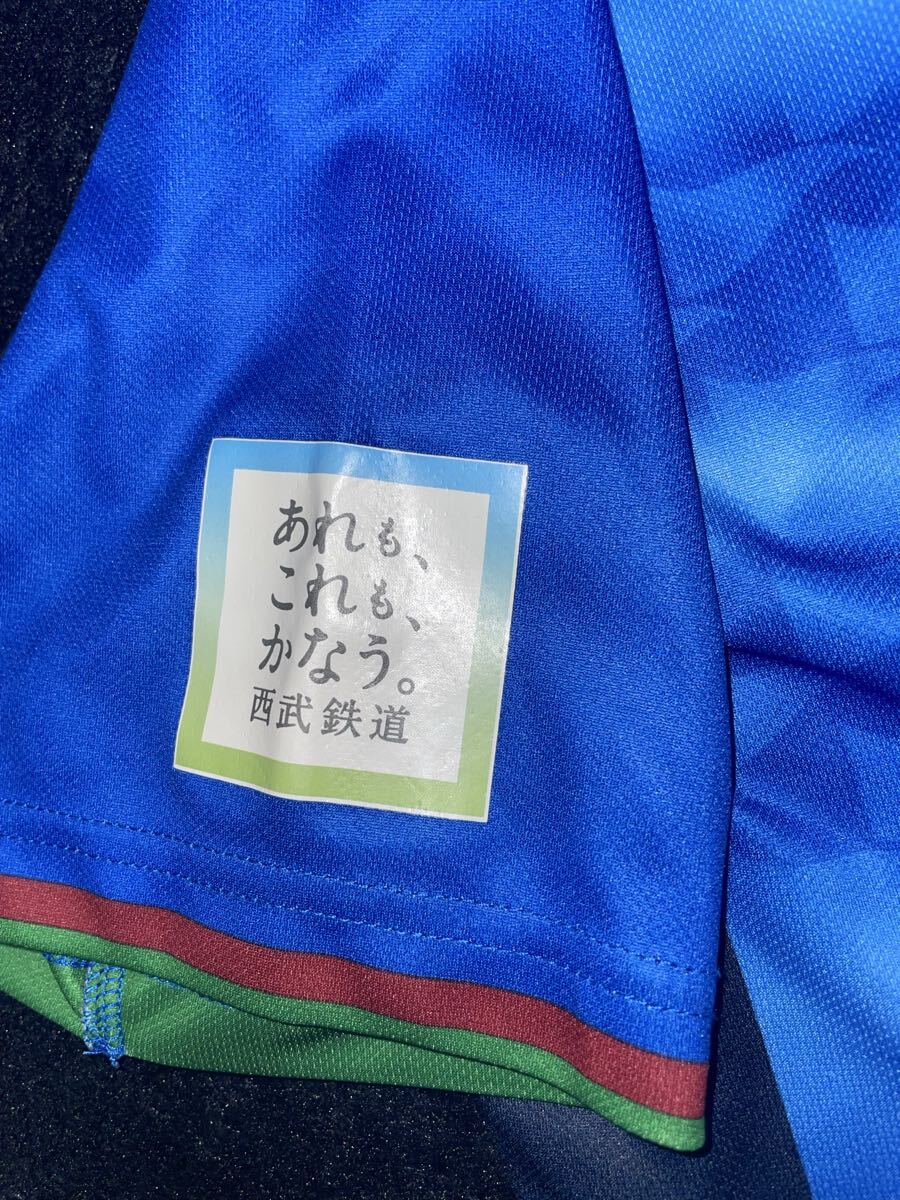 あれも、
これも、
かなう。
西武鉄道